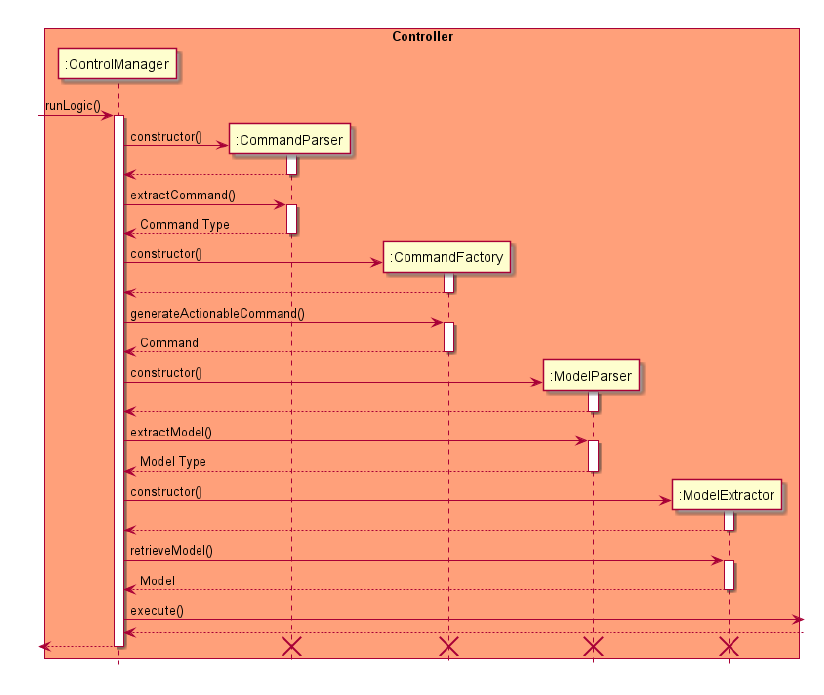 Controller
:ControlManager
runLogic()
constructor()
:CommandParser
extractCommand()
Command Type
constructor()
:CommandFactory
generateActionableCommand()
Command
constructor()
:ModelParser
extractModel()
Model Type
constructor()
:ModelExtractor
retrieveModel()
Model
execute()